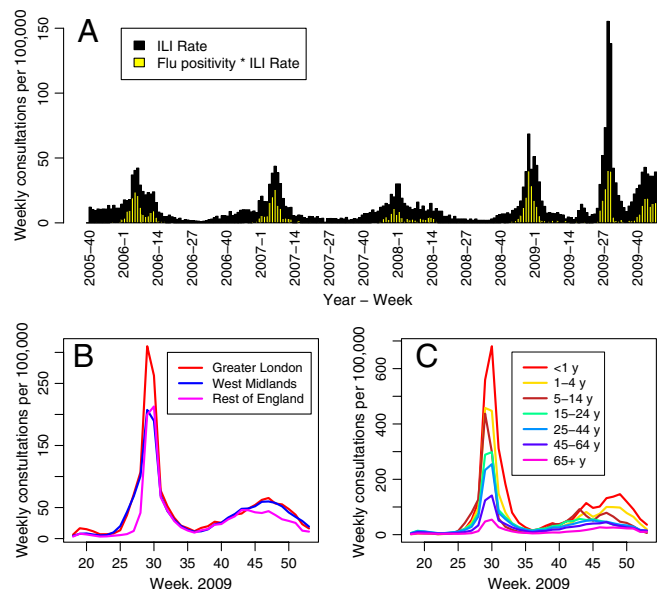 A
ILI Rate
Flu positivity * ILI Rate
Weekly consultations per 100,000
0 50 100 150
2005−40 2006−1 2006−14 2006−27 2006−40 2007−1 2007−14 2007−27 2007−40 2008−1 2008−14 2008−27 2008−40 2009−1 2009−14 2009−27 2009−40
Year − Week
B
Greater London
West Midlands
Rest of England
Weekly constultations per 100,000
0 50 150 250
20 25 30 35 40 45 50
Week, 2009
C
<1 y
1−4 y
5−14 y
15−24 y
25−44 y
45−64 y
65+ y
Weekly consultations per 100,000
0 200 400 600
20 25 30 35 40 45 50
Week, 2009